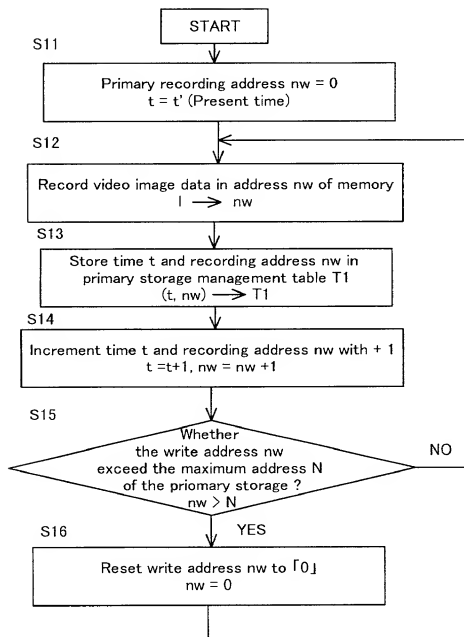 START
S11
Primary recording address nw = 0
t = t' (Present time)
S12
Record video image data in address nw of memory
I → nw
S13
Store time t and recording address nw in
primary storage management table T1
(t, nw) → T1
S14
Increment time t and recording address nw with + 1
t =t+1, nw = nw +1
S15
Whether
the write address nw
exceed the maximum address N
of the priomary storage ?
nw > N
NO
YES
S16
Reset write address nw to 「0」
nw = 0